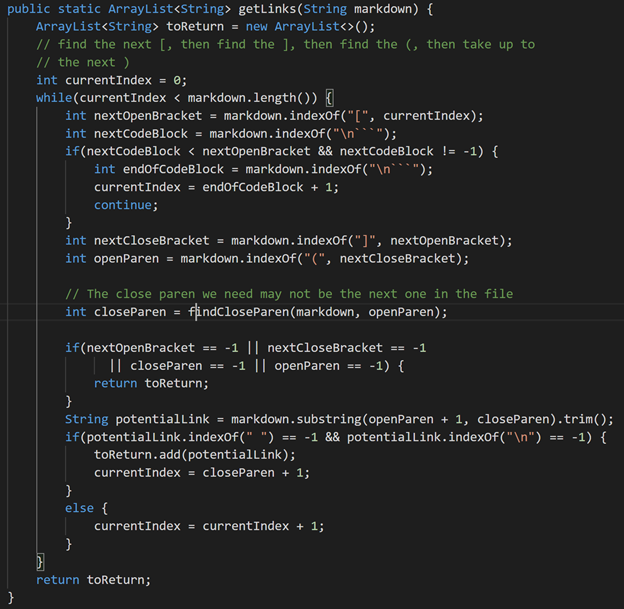 public static ArrayList<String> getLinks(String markdown) {
    ArrayList<String> toReturn = new ArrayList<>();
    // find the next [, then find the ], then find the (, then take up to
    // the next )
    int currentIndex = 0;
    while(currentIndex < markdown.length()) {
        int nextOpenBracket = markdown.indexOf("[", currentIndex);
        int nextCodeBlock = markdown.indexOf("\n```");
        if(nextCodeBlock < nextOpenBracket && nextCodeBlock != -1) {
            int endOfCodeBlock = markdown.indexOf("\n```");
            currentIndex = endOfCodeBlock + 1;
            continue;
        }
        int nextCloseBracket = markdown.indexOf("]", nextOpenBracket);
        int openParen = markdown.indexOf("(", nextCloseBracket);

        // The close paren we need may not be the next one in the file
        int closeParen = findCloseParen(markdown, openParen);

        if(nextOpenBracket == -1 || nextCloseBracket == -1
              || closeParen == -1 || openParen == -1) {
            return toReturn;
        }
        String potentialLink = markdown.substring(openParen + 1, closeParen).trim();
        if(potentialLink.indexOf(" ") == -1 && potentialLink.indexOf("\n") == -1) {
            toReturn.add(potentialLink);
            currentIndex = closeParen + 1;
        }
        else {
            currentIndex = currentIndex + 1;
        }
    }
    return toReturn;
}